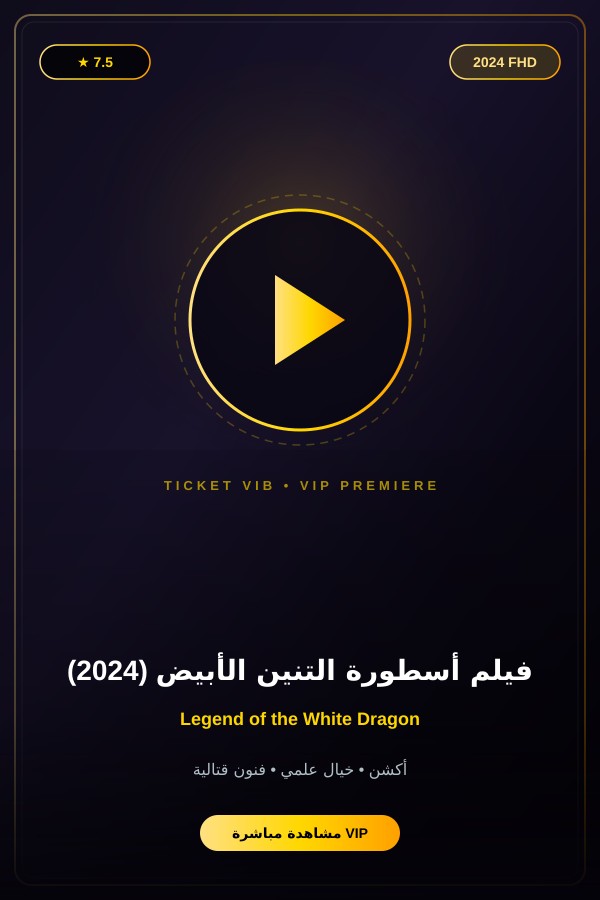 ★ 7.5
2024 FHD
TICKET VIB • VIP PREMIERE
فيلم أسطورة التنين الأبيض (2024)
Legend of the White Dragon
أكشن • خيال علمي • فنون قتالية
مشاهدة مباشرة VIP